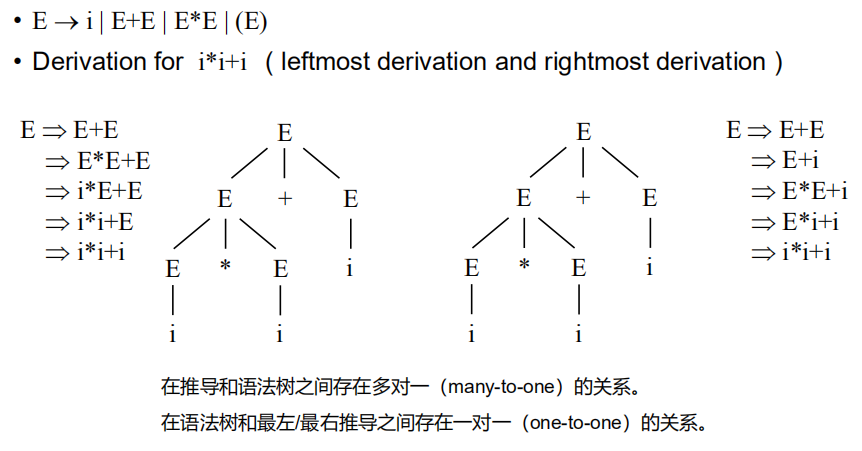 • E → i | E+E | E*E | (E)
• Derivation for i*i+i ( leftmost derivation and rightmost derivation )
E ⇒ E+E
⇒ E*E+E
⇒ i*E+E
⇒ i*i+E
⇒ i*i+i
E
E + E
E * E i
i i
E
E + E
E * E i
i i
E ⇒ E+E
⇒ E+i
⇒ E*E+i
⇒ E*i+i
⇒ i*i+i
在推导和语法树之间存在多对一（many-to-one）的关系。
在语法树和最左/最右推导之间存在一对一（one-to-one）的关系。